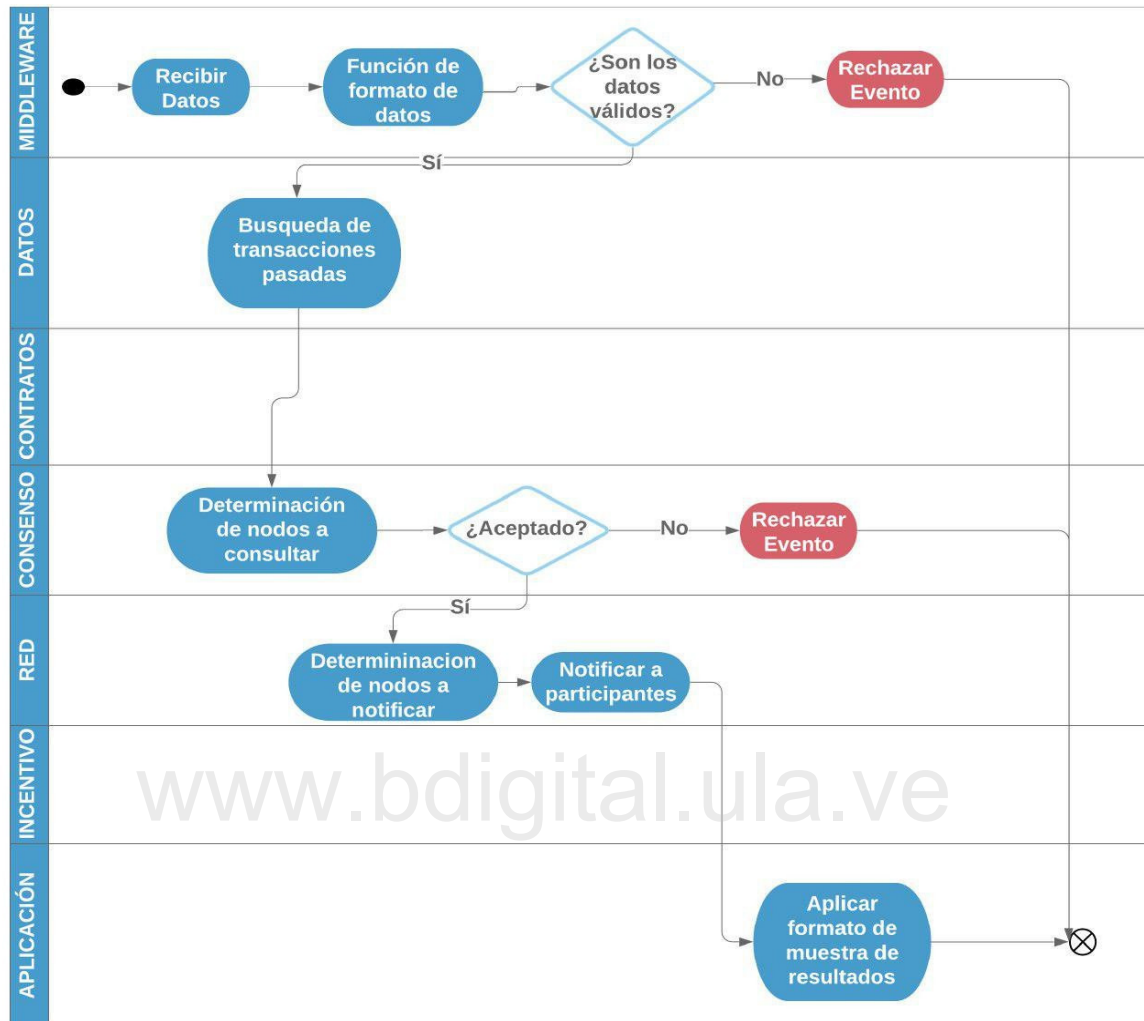 MIDDLEWARE
Recibir
Datos
Función de
formato de
datos
¿Son los
datos
válidos?
No
Rechazar
Evento
Sí
DATOS
Busqueda de
transacciones
pasadas
CONTRATOS
CONSENSO
Determinación
de nodos a
consultar
¿Aceptado?
No
Rechazar
Evento
Sí
RED
Determininacion
de nodos a
notificar
Notificar a
participantes
INCENTIVO
www.bdigital.ula.ve
APLICACIÓN
Aplicar
formato de
muestra de
resultados